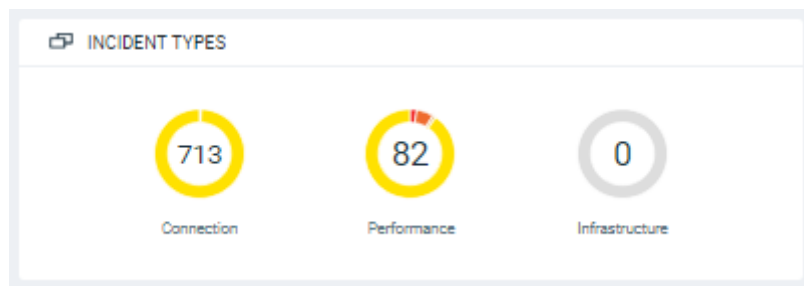 INCIDENT TYPES
713
82
0
Connection
Performance
Infrastructure